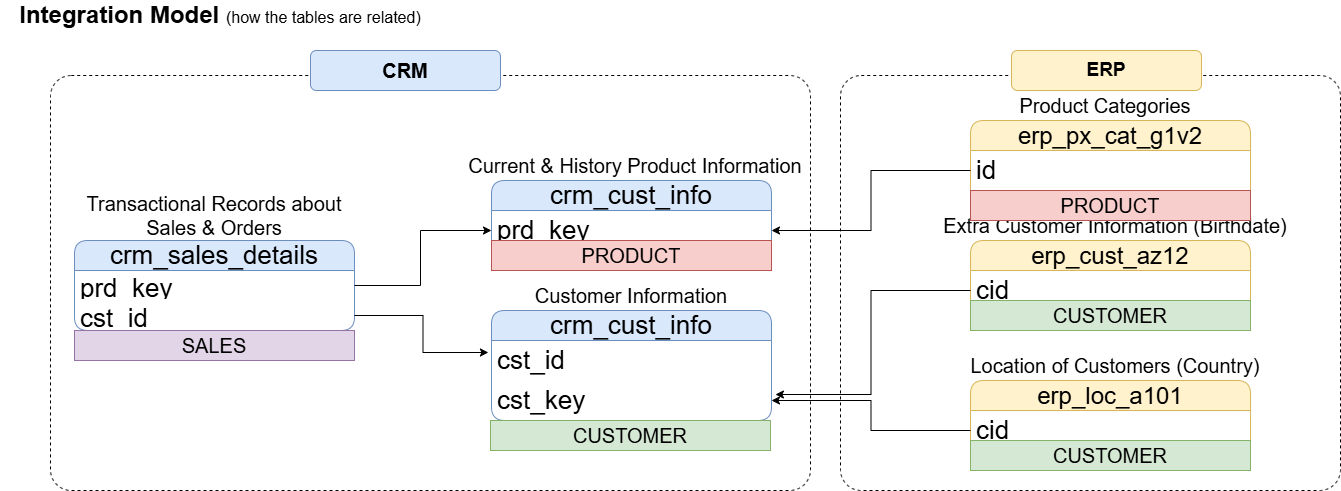 Integration Model (how the tables are related)
CRM
Transactional Records about
Sales & Orders
crm_sales_details
prd_key
cst_id
SALES
Current & History Product Information
crm_cust_info
prd_key
PRODUCT
Customer Information
crm_cust_info
cst_id
cst_key
CUSTOMER
ERP
Product Categories
erp_px_cat_g1v2
id
PRODUCT
Extra Customer Information (Birthdate)
erp_cust_az12
cid
CUSTOMER
Location of Customers (Country)
erp_loc_a101
cid
CUSTOMER